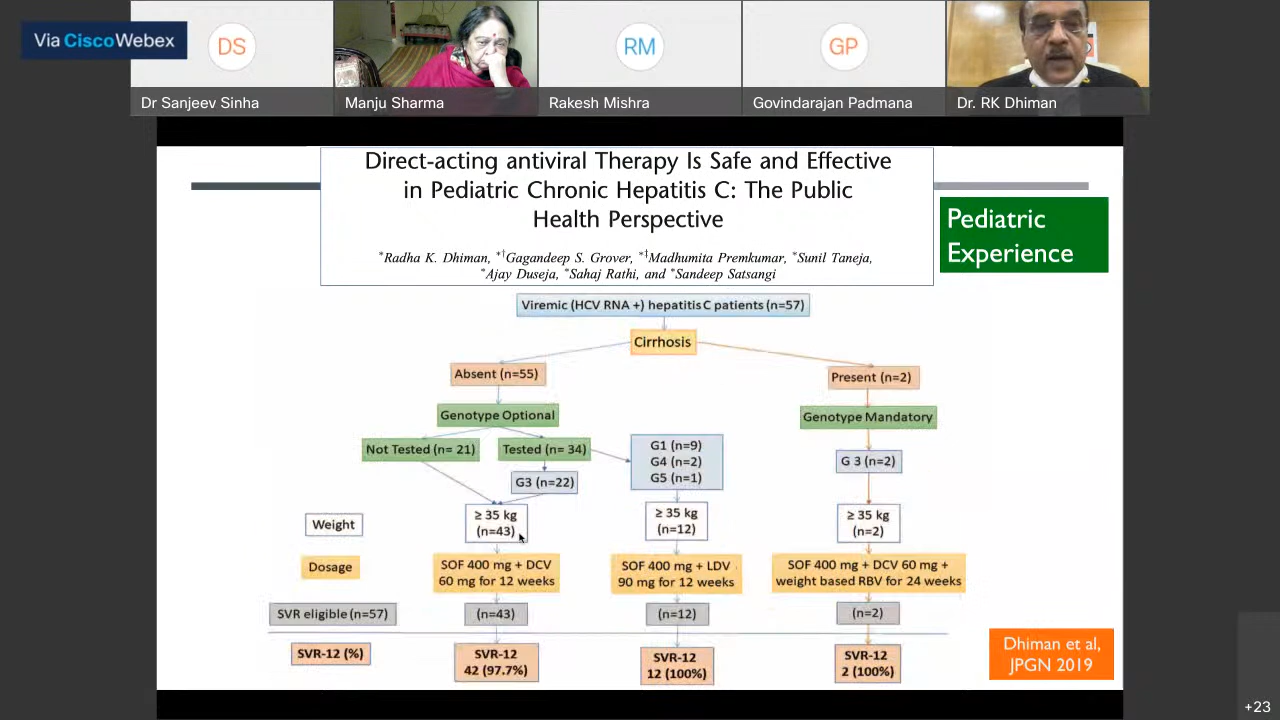 Via CiscoWebex
DS
RM
GP
Dr Sanjeev Sinha
Manju Sharma
Rakesh Mishra
Govindarajan Padmana
Dr. RK Dhiman
Direct-acting antiviral Therapy Is Safe and Effective
in Pediatric Chronic Hepatitis C: The Public
Health Perspective
*Radha K. Dhiman, *†Gagandeep S. Grover, *‡Madhumita Premkumar, *Sunil Taneja,
*Ajay Duseja, *Sahaj Rathi, and *Sandeep Satsangi
Pediatric
Experience
Viremic (HCV RNA +) hepatitis C patients (n=57)
Cirrhosis
Absent (n=55)
Present (n=2)
Genotype Optional
Genotype Mandatory
Not Tested (n= 21)
Tested (n= 34)
G1 (n=9)
G4 (n=2)
G5 (n=1)
G3 (n=22)
G 3 (n=2)
Weight
≥ 35 kg
(n=43)
≥ 35 kg
(n=12)
≥ 35 kg
(n=2)
Dosage
SOF 400 mg + DCV
60 mg for 12 weeks
SOF 400 mg + LDV
90 mg for 12 weeks
SOF 400 mg + DCV 60 mg +
weight based RBV for 24 weeks
SVR eligible (n=57)
(n=43)
(n=12)
(n=2)
SVR-12 (%)
SVR-12
42 (97.7%)
SVR-12
12 (100%)
SVR-12
2 (100%)
Dhiman et al,
JPGN 2019
+23